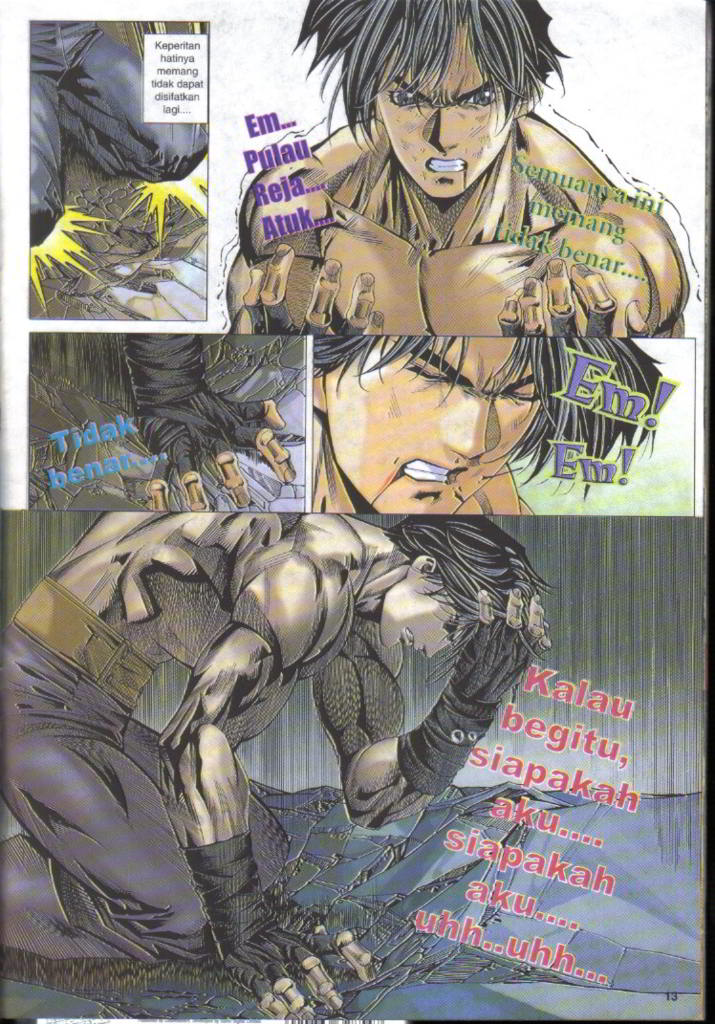 Keperitan
hatinya
memang
tidak dapat
disifatkan
lagi....
Em...
Pulau
Reja....
Atuk....
Semuanya ini
memang
tidak benar....
Tidak
benar....
Em!
Em!
Kalau
begitu,
siapakah
aku....
siapakah
aku....
uhh..uhh...
13